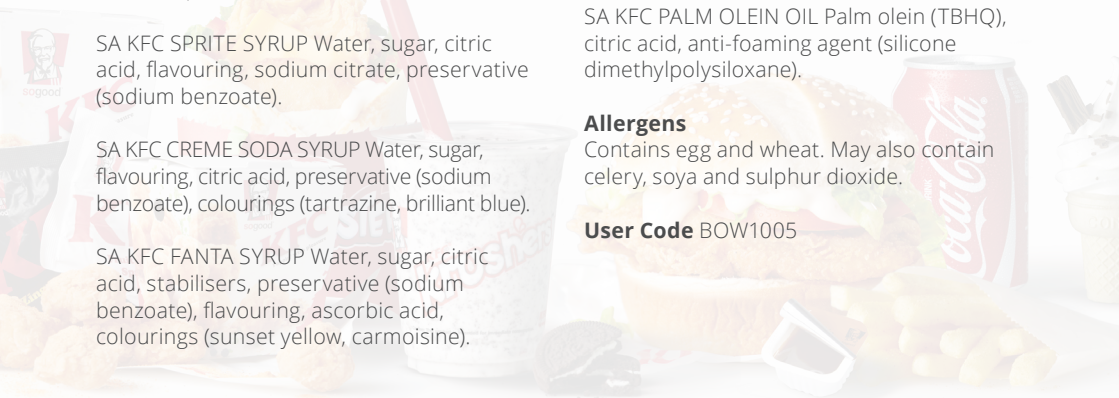 SA KFC SPRITE SYRUP Water, sugar, citric
acid, flavouring, sodium citrate, preservative
(sodium benzoate).
SA KFC CREME SODA SYRUP Water, sugar,
flavouring, citric acid, preservative (sodium
benzoate), colourings (tartrazine, brilliant blue).
SA KFC FANTA SYRUP Water, sugar, citric
acid, stabilisers, preservative (sodium
benzoate), flavouring, ascorbic acid,
colourings (sunset yellow, carmoisine).
SA KFC PALM OLEIN OIL Palm olein (TBHQ),
citric acid, anti-foaming agent (silicone
dimethylpolysiloxane).
Allergens
Contains egg and wheat. May also contain
celery, soya and sulphur dioxide.
User Code BOW1005
sogood
KFC
Coca-Cola